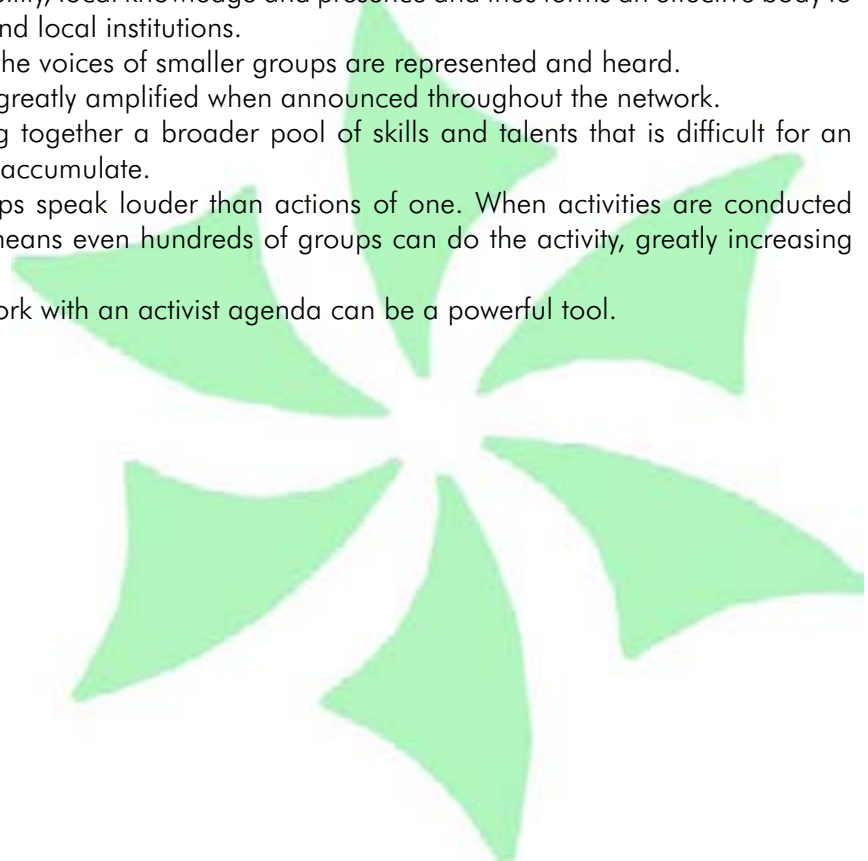 ility, local knowledge and presence and thus forms an effective body to
nd local institutions.
he voices of smaller groups are represented and heard.
greatly amplified when announced throughout the network.
g together a broader pool of skills and talents that is difficult for an
accumulate.
ps speak louder than actions of one. When activities are conducted
means even hundreds of groups can do the activity, greatly increasing
ork with an activist agenda can be a powerful tool.